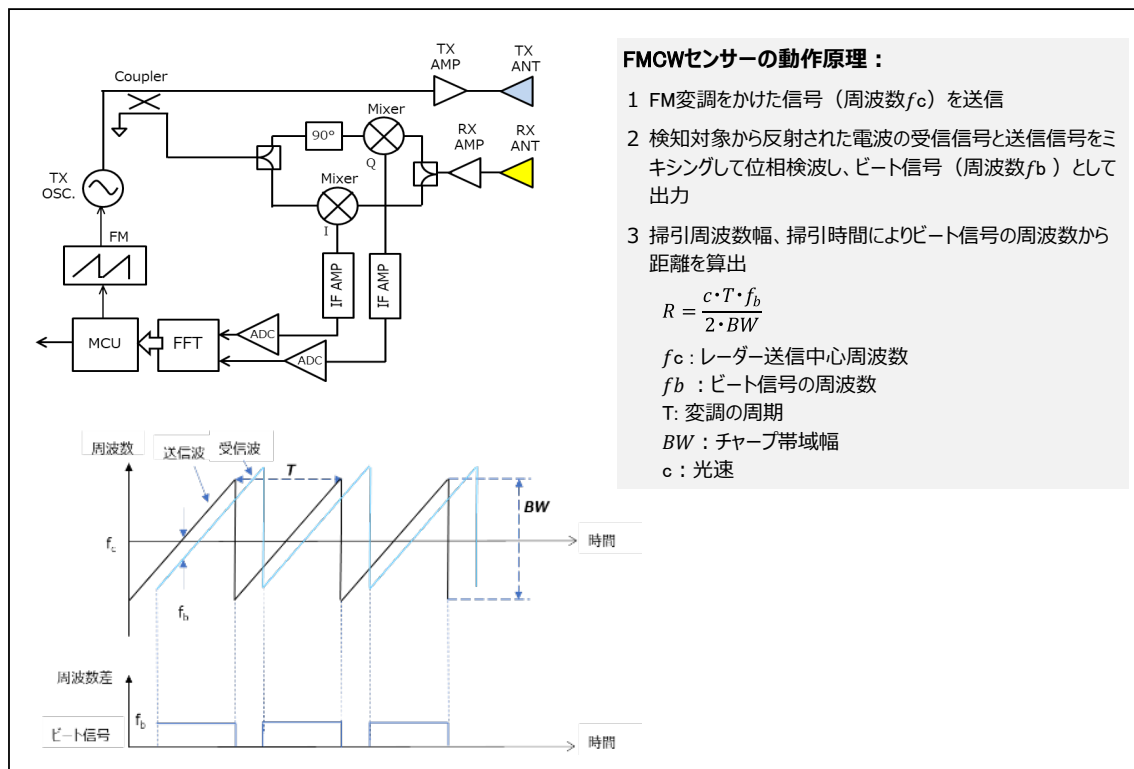 TX
AMP
TX
ANT
Coupler
Mixer
90°
RX
AMP
RX
ANT
Q
Mixer
TX
OSC.
I
FM
IF AMP
IF AMP
MCU
FFT
ADC
ADC
FMCWセンサーの動作原理：
1 FM変調をかけた信号（周波数fc）を送信
2 検知対象から反射された電波の受信信号と送信信号をミ
キシングして位相検波し、ビート信号（周波数fb ）として
出力
3 掃引周波数幅、掃引時間によりビート信号の周波数から
距離を算出
R = c・T・f_b / 2・BW
fc : レーダー送信中心周波数
fb ：ビート信号の周波数
T: 変調の周期
BW：チャープ帯域幅
c：光速
周波数
送信波
受信波
T
BW
fc
時間
fb
周波数差
fb
ビート信号
時間